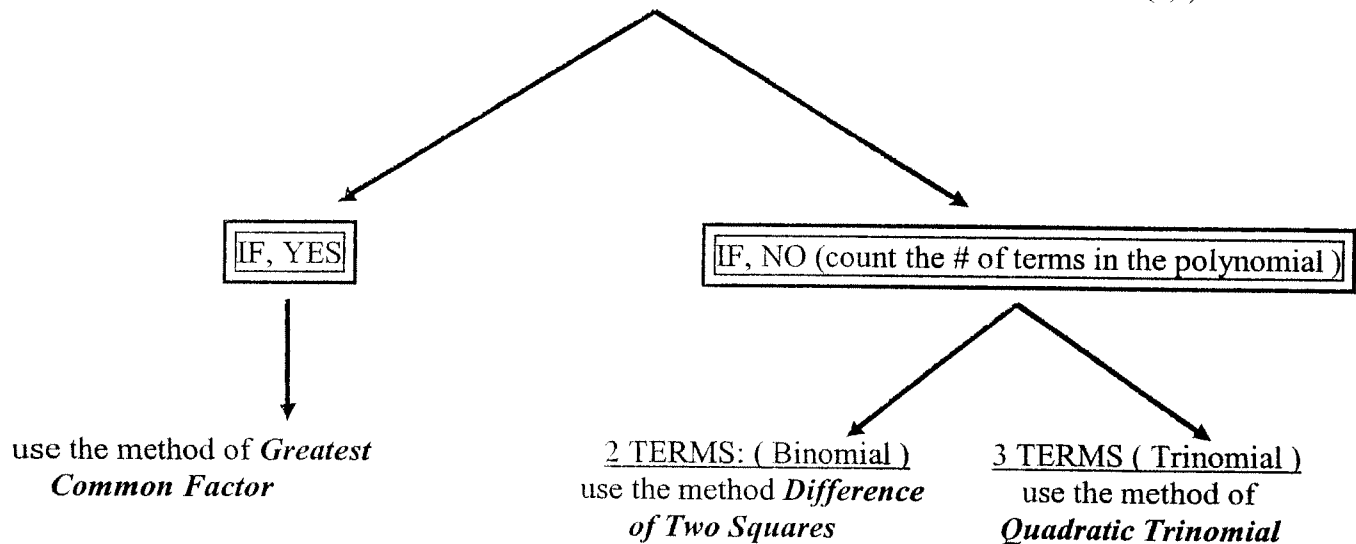 IF, YES
IF, NO (count the # of terms in the polynomial )
use the method of Greatest
Common Factor
2 TERMS: ( Binomial )
use the method Difference
of Two Squares
3 TERMS ( Trinomial )
use the method of
Quadratic Trinomial